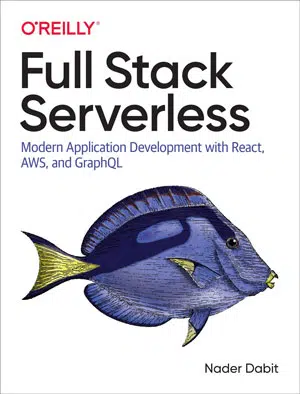 O'REILLY®
Full Stack
Serverless
Modern Application Development with React,
AWS, and GraphQL
Nader Dabit